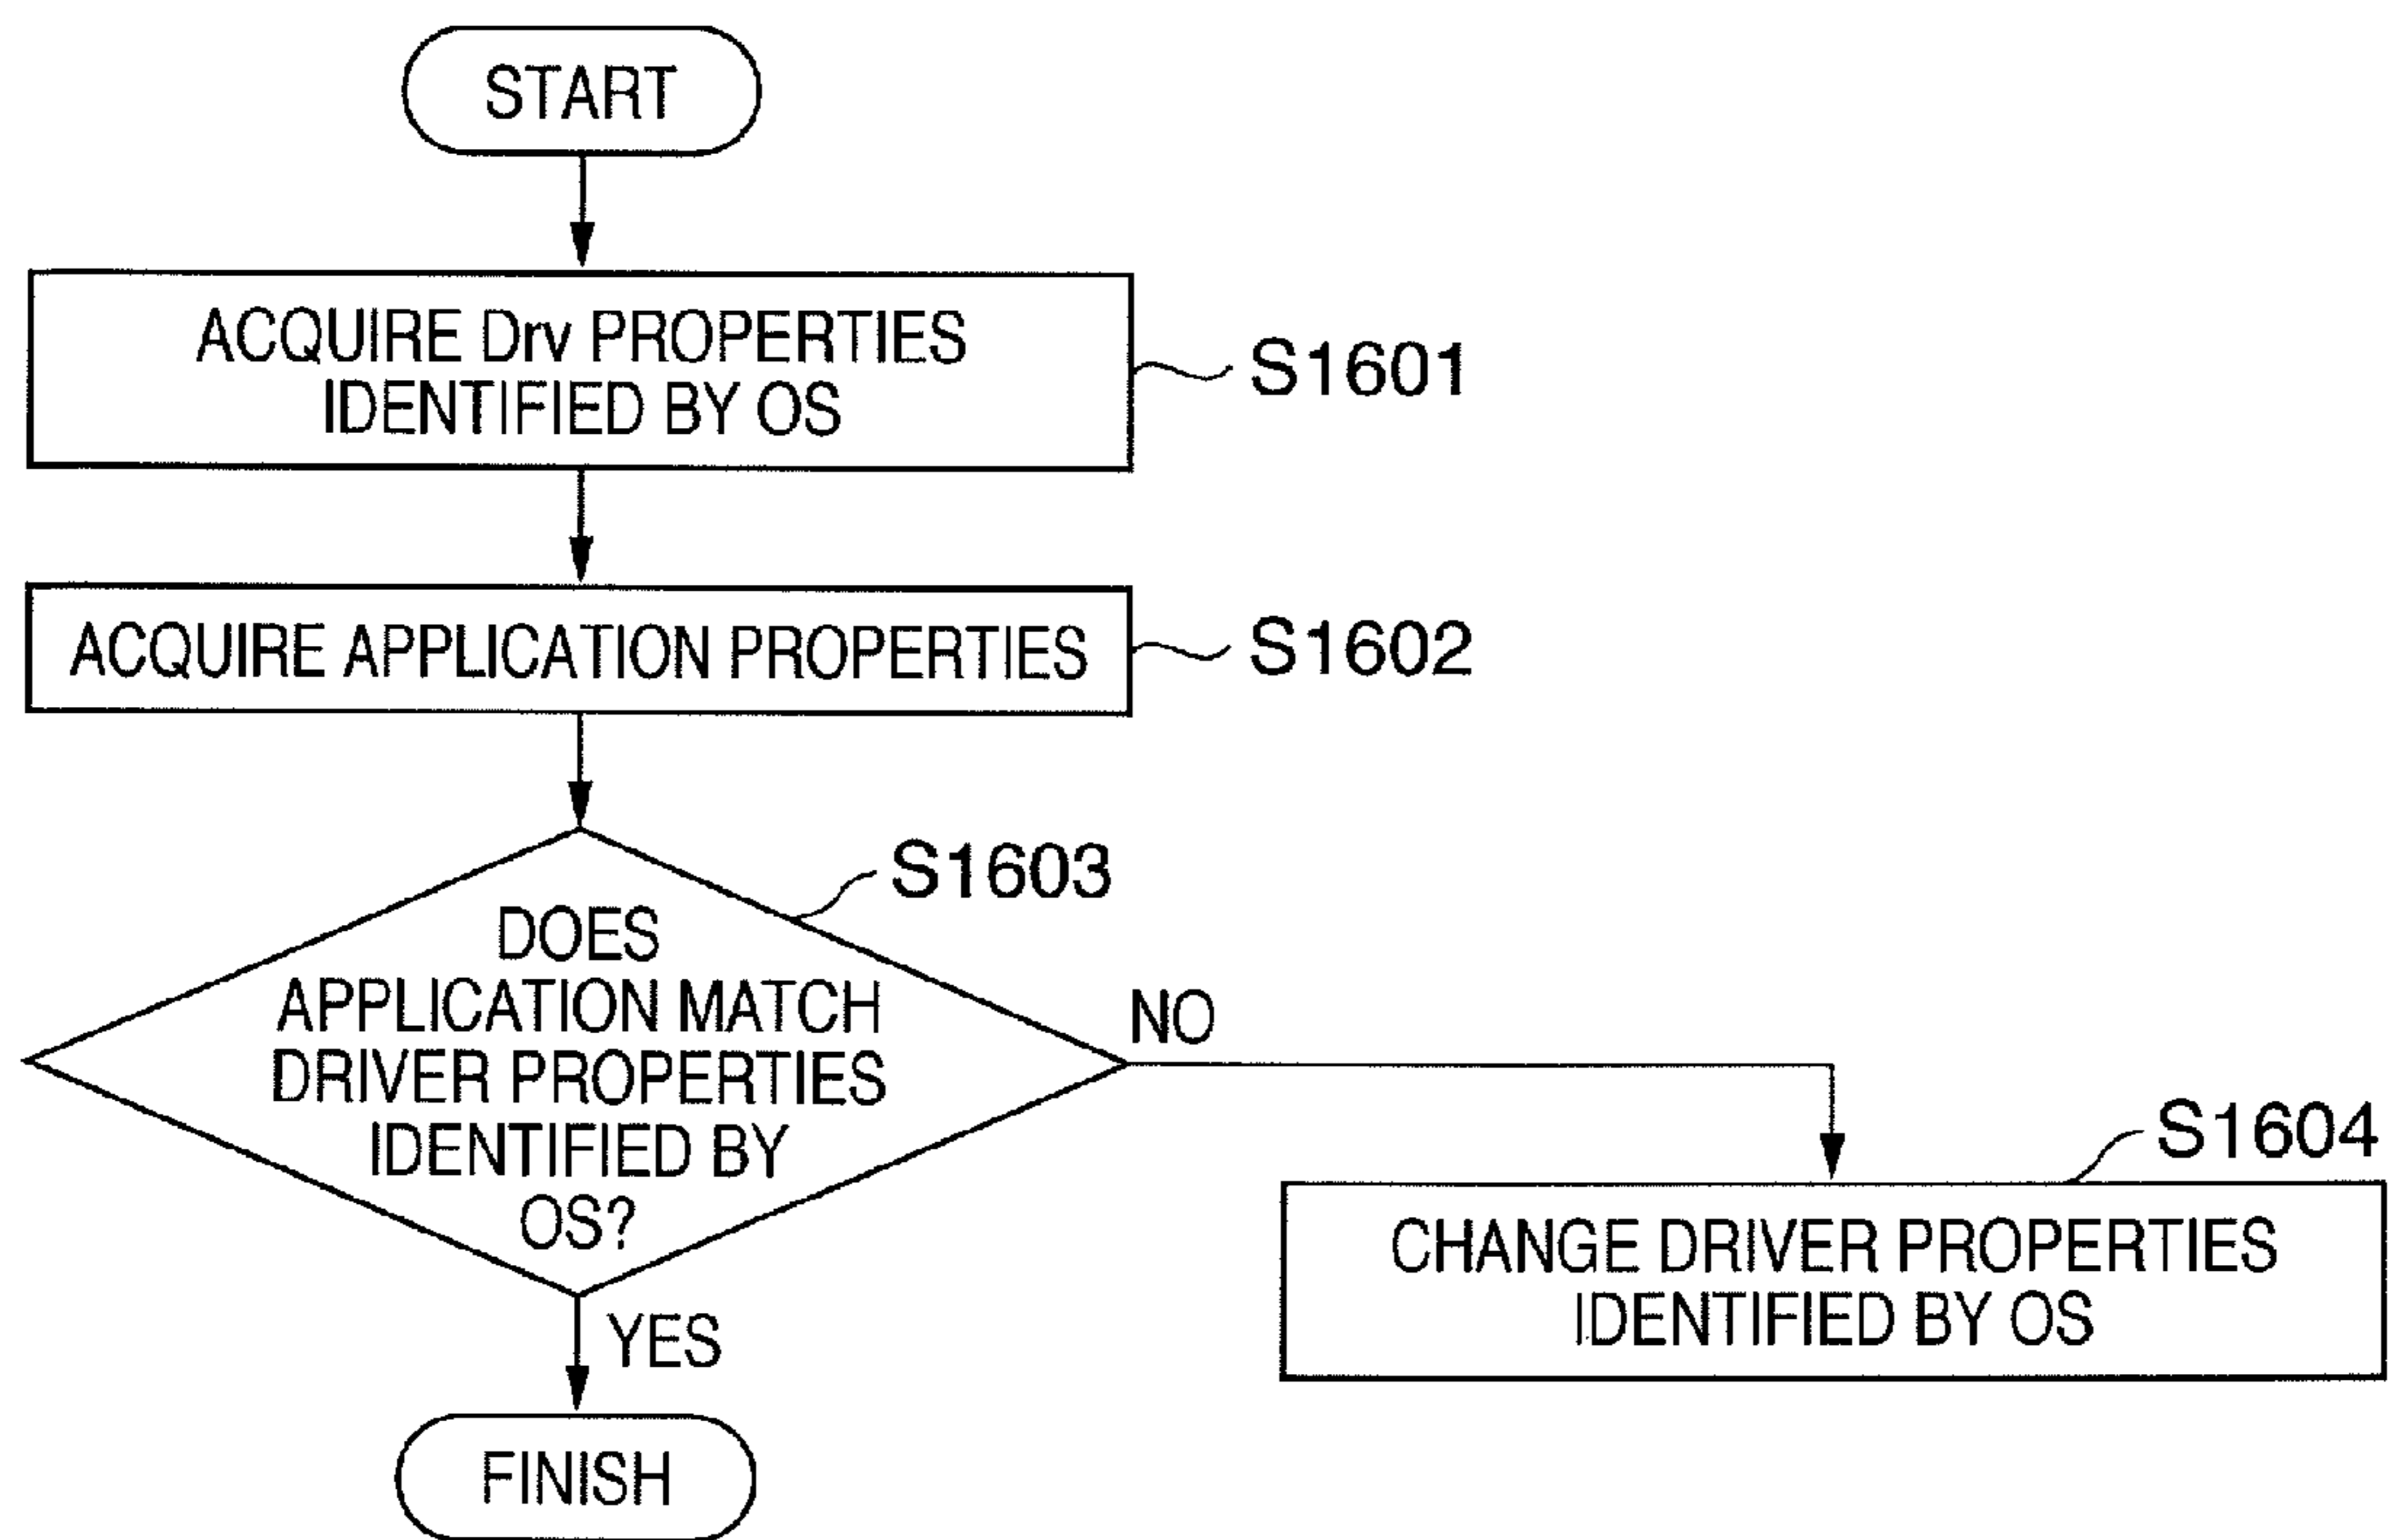 START
ACQUIRE Drv PROPERTIES
IDENTIFIED BY OS
S1601
ACQUIRE APPLICATION PROPERTIES
S1602
S1603
DOES
APPLICATION MATCH
DRIVER PROPERTIES
IDENTIFIED BY
OS?
NO
S1604
CHANGE DRIVER PROPERTIES
IDENTIFIED BY OS
YES
FINISH